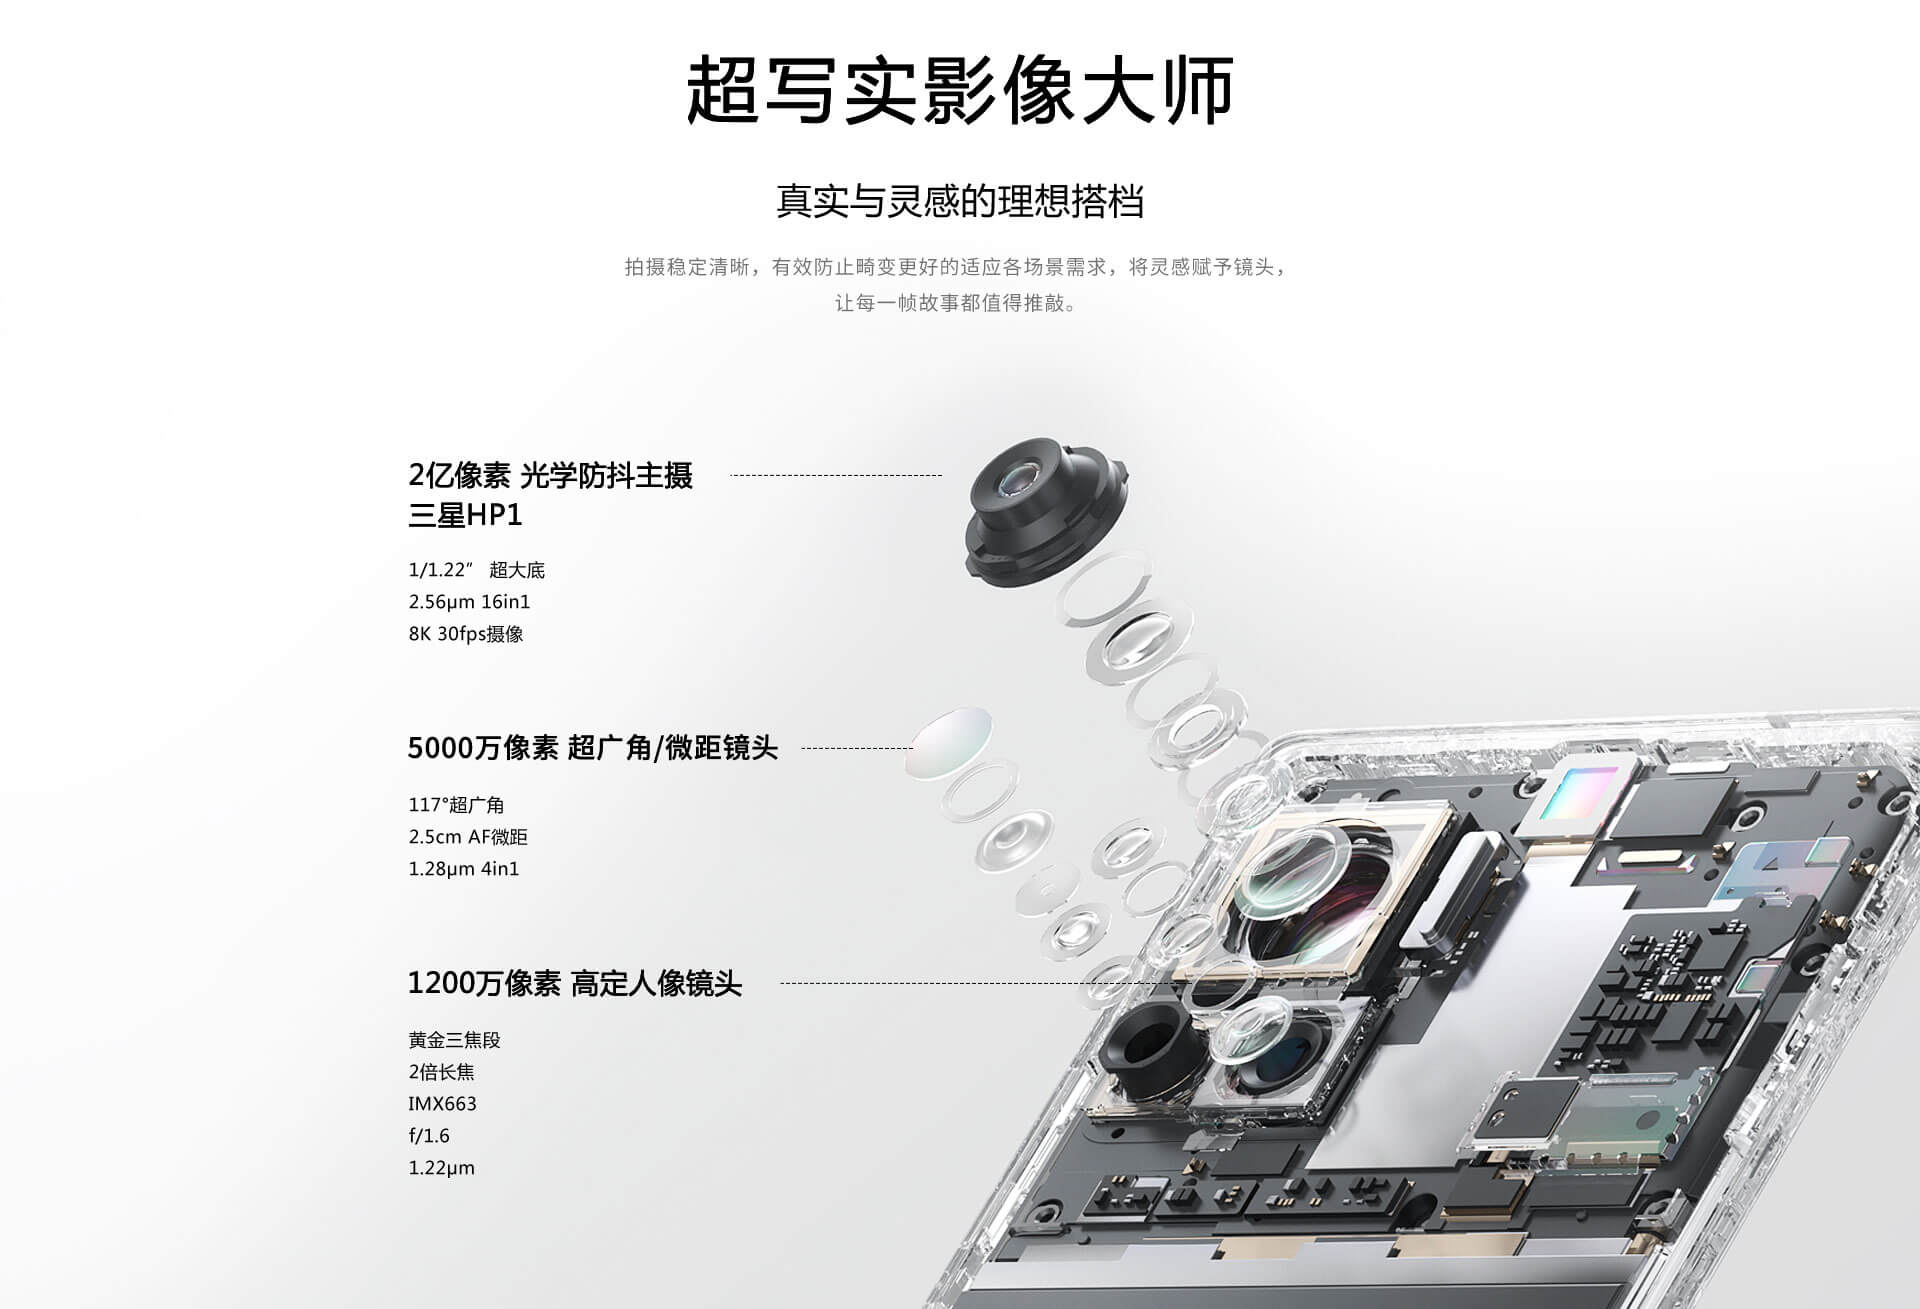 超写实影像大师
真实与灵感的理想搭档
拍摄稳定清晰，有效防止畸变更好的适应各场景需求，将灵感赋予镜头，
让每一帧故事都值得推敲。
2亿像素 光学防抖主摄
三星HP1
1/1.22” 超大底
2.56μm 16in1
8K 30fps摄像
5000万像素 超广角/微距镜头
117°超广角
2.5cm AF微距
1.28μm 4in1
1200万像素 高定人像镜头
黄金三焦段
2倍长焦
IMX663
f/1.6
1.22μm